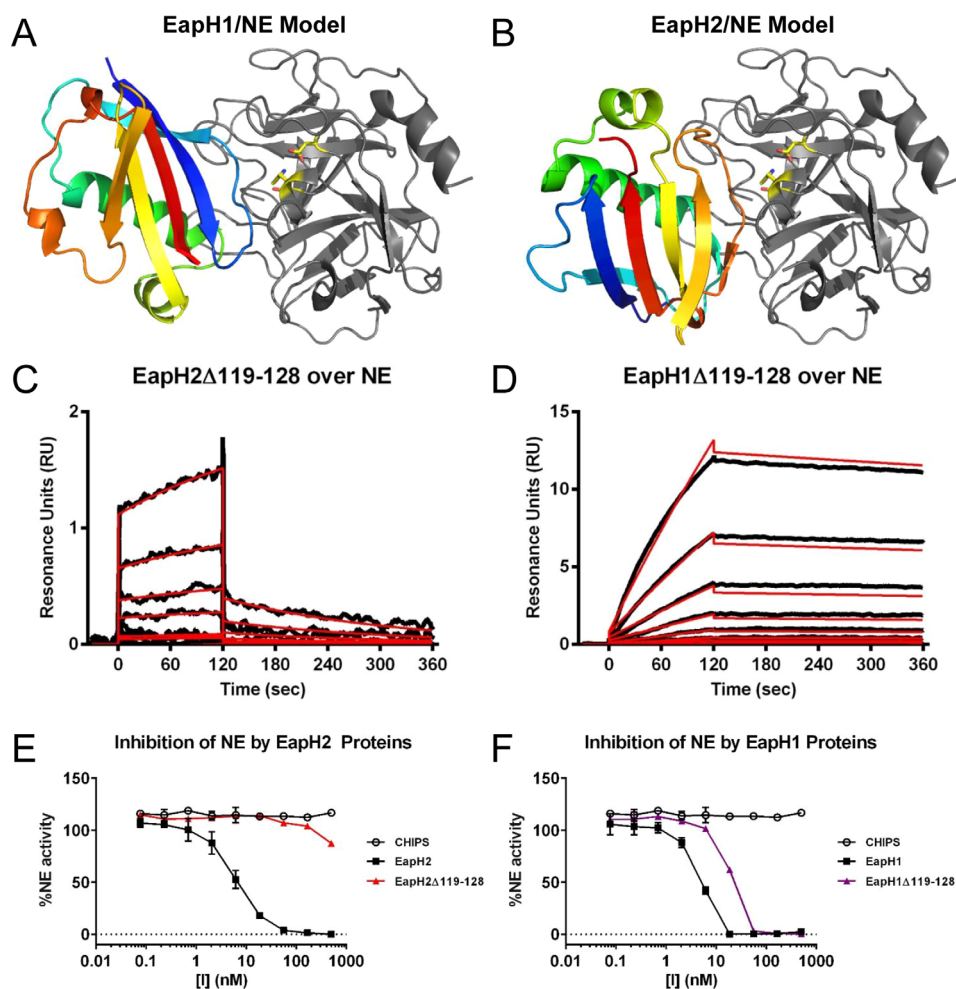 A
EapH1/NE Model
B
EapH2/NE Model
C
EapH2Δ119-128 over NE
Resonance Units (RU)
2
1
0
0 60 120 180 240 300 360
Time (sec)
D
EapH1Δ119-128 over NE
Resonance Units (RU)
15
10
5
0
0 60 120 180 240 300 360
Time (sec)
E
Inhibition of NE by EapH2 Proteins
%NE activity
150
100
50
0
0.01 0.1 1 10 100 1000
[I] (nM)
CHIPS
EapH2
EapH2Δ119-128
F
Inhibition of NE by EapH1 Proteins
%NE activity
150
100
50
0
0.01 0.1 1 10 100 1000
[I] (nM)
CHIPS
EapH1
EapH1Δ119-128